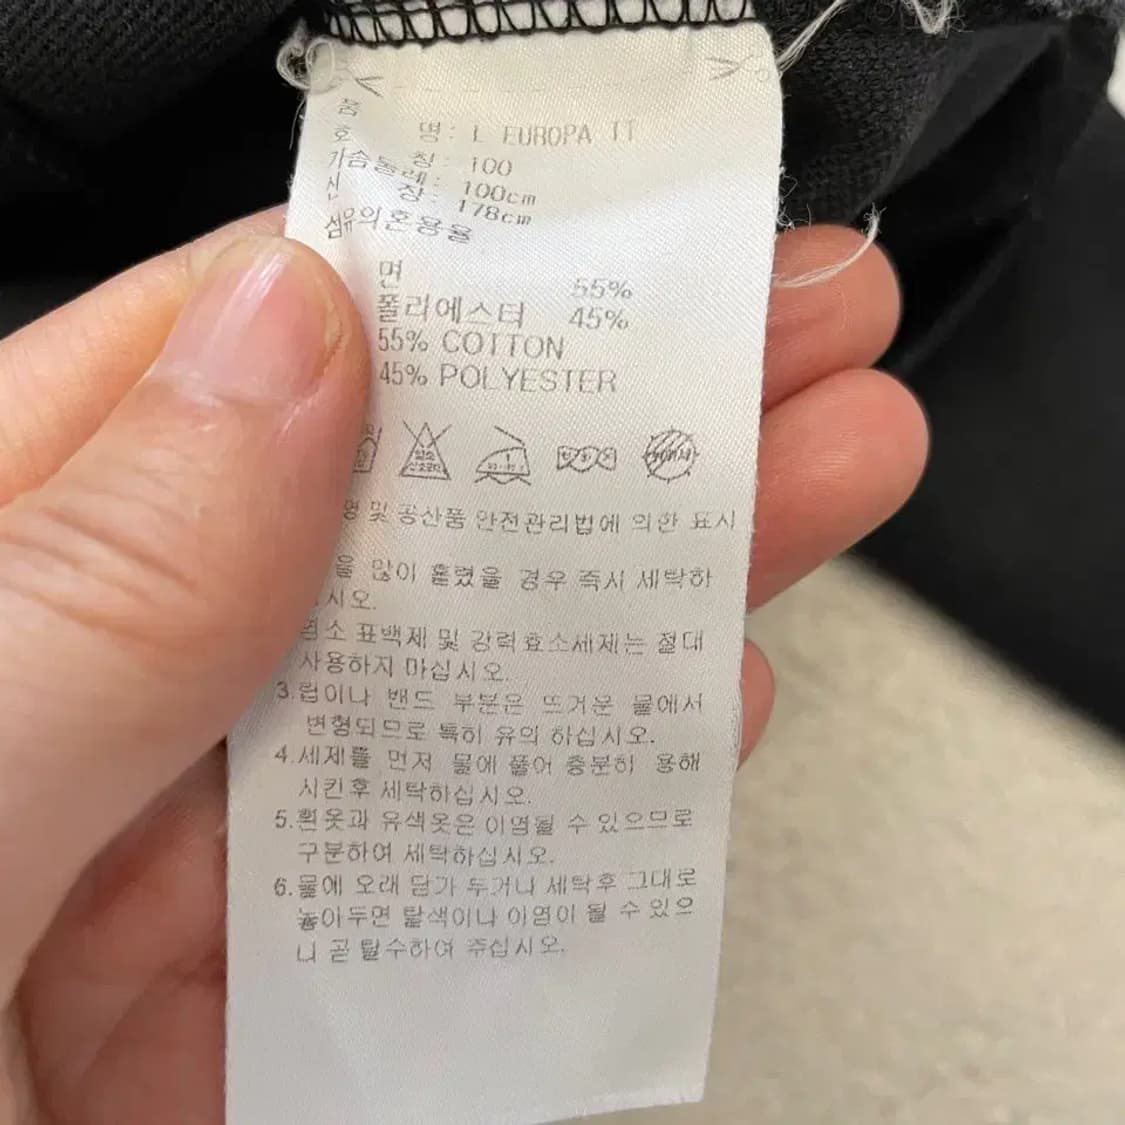 품 명: L EUROPA TT
호 칭: 100
가슴둘레: 100cm
신 장: 178cm
섬유의혼용율
면 55%
폴리에스터 45%
55% COTTON
45% POLYESTER
및 공산품 안전관리법에 의한 표시
을 많이 흘렸을 경우 즉시 세탁하
시오.
염소 표백제 및 강력효소세제는 절대
사용하지 마십시오.
3.럽이나 밴드 부분은 뜨거운 물에서
변형되므로 특히 유의 하십시오.
4.세제를 먼저 물에 풀어 충분히 용해
시킨후 세탁하십시오.
5.흰옷과 유색옷은 이염될 수 있으므로
구분하여 세탁하십시오.
6.물에 오래 담가 두거나 세탁후 그대로
놓아두면 탈색이나 이염이 될 수 있으
니 곧 탈수하여 주십시오.